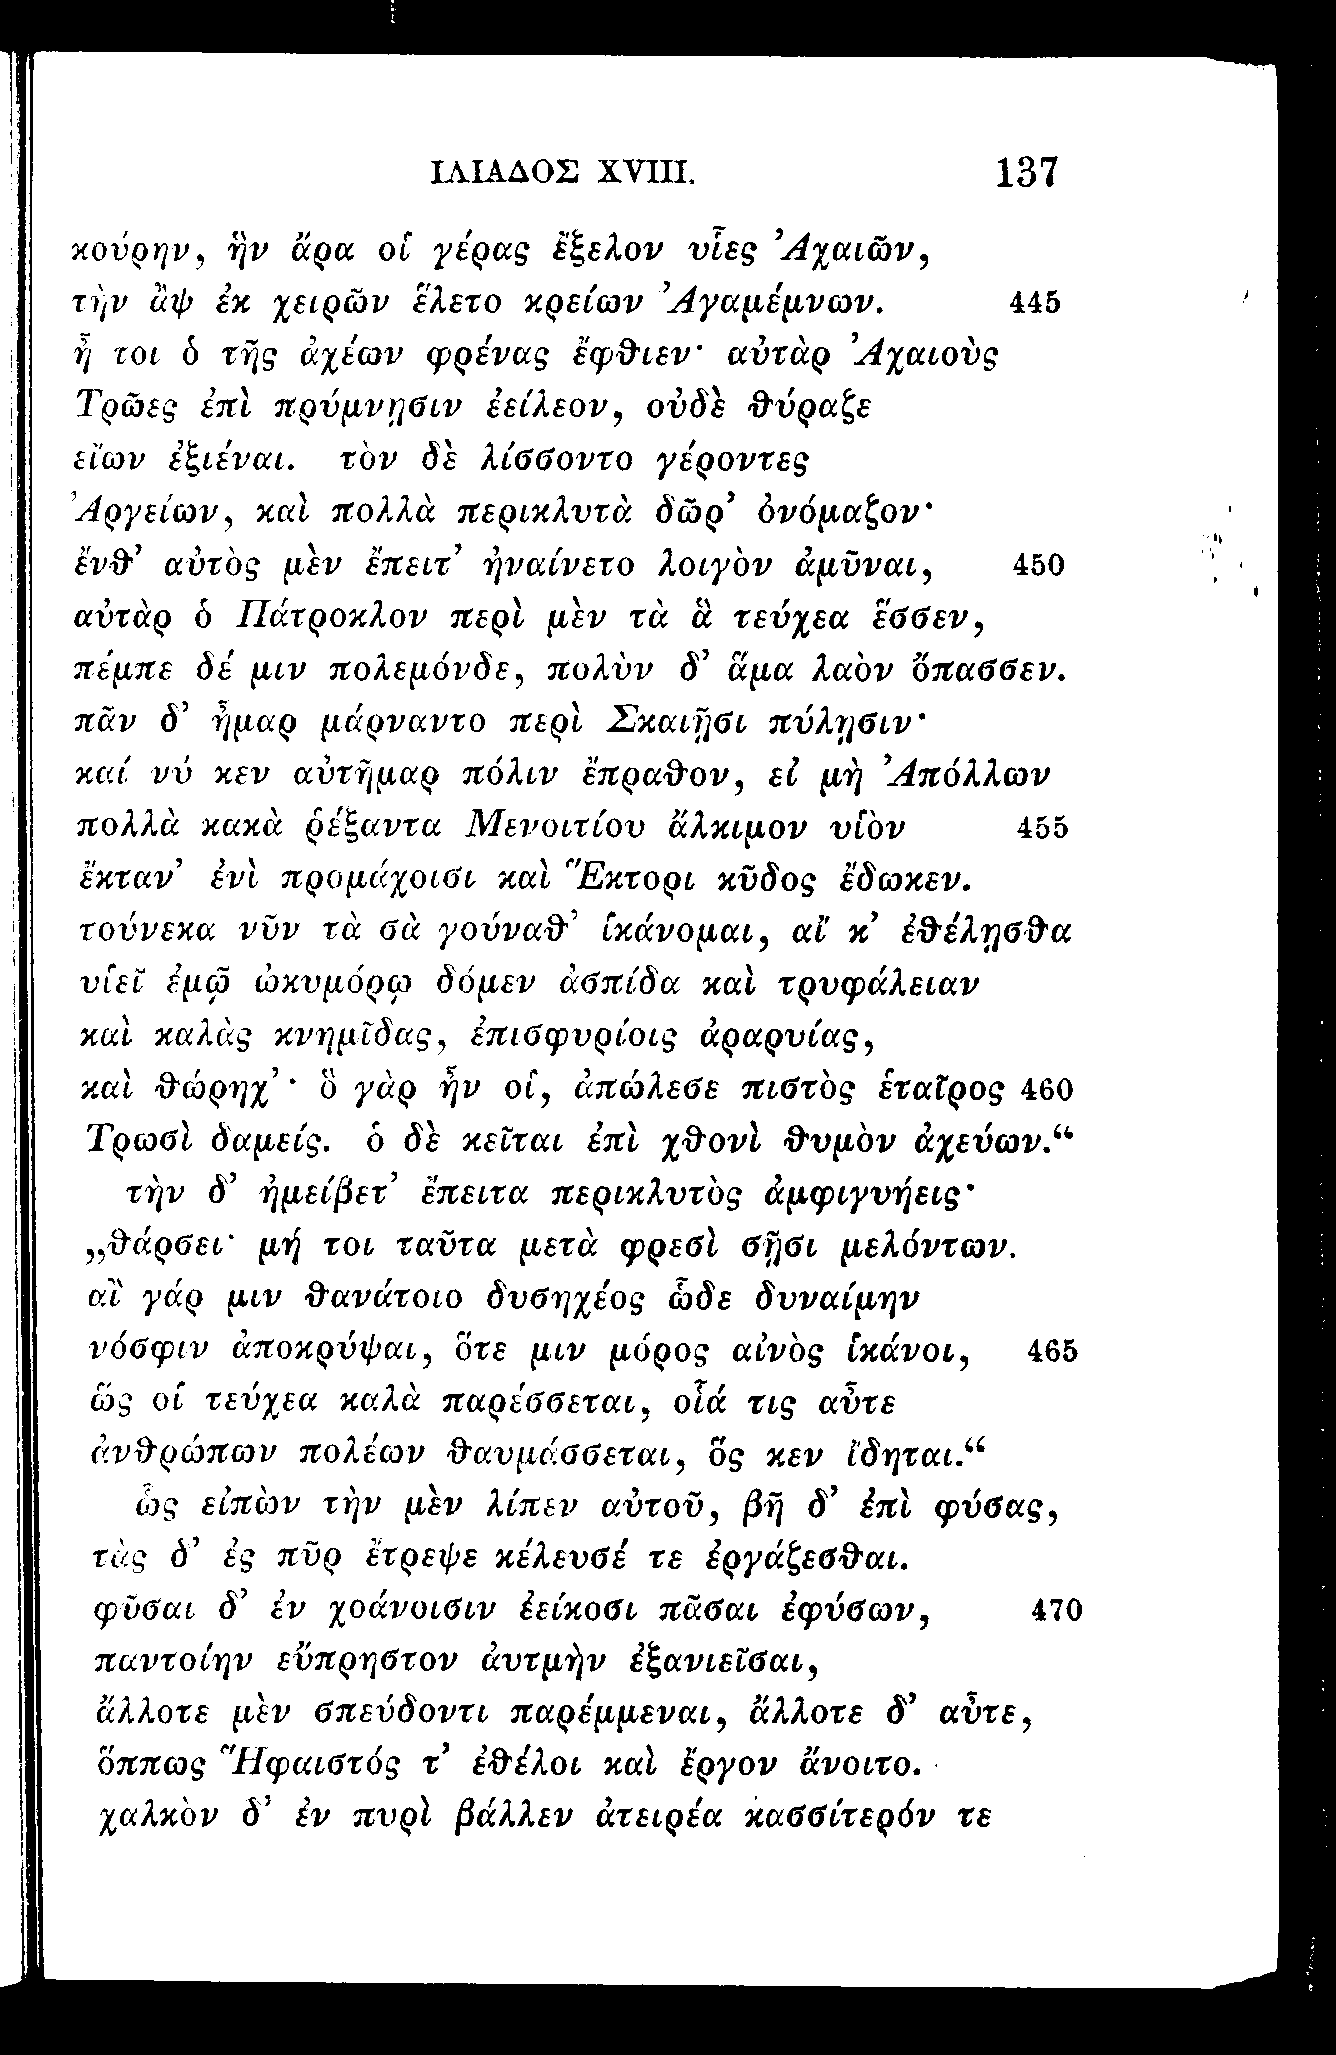 ΙΛΙΑΔΟΣ XVIII. 137
κούρην, ἣν ἄρα οἱ γέρας ἔξελον υἷες Ἀχαιῶν,
τὴν ἂψ ἐκ χειρῶν ἕλετο κρείων Ἀγαμέμνων. 445
ἦ τοι ὁ τῆς ἀχέων φρένας ἔφθιεν· αὐτὰρ Ἀχαιοὺς
Τρῶες ἐπὶ πρύμνῃσιν ἐείλεον, οὐδὲ θύραζε
εἴων ἐξιέναι. τὸν δὲ λίσσοντο γέροντες
Ἀργείων, καὶ πολλὰ περικλυτὰ δῶρ’ ὀνόμαζον·
ἔνθ’ αὐτὸς μὲν ἔπειτ’ ἠναίνετο λοιγὸν ἀμῦναι, 450
αὐτὰρ ὁ Πάτροκλον περὶ μὲν τὰ ἃ τεύχεα ἕσσεν,
πέμπε δέ μιν πολεμόνδε, πολὺν δ’ ἅμα λαὸν ὄπασσεν.
πᾶν δ’ ἦμαρ μάρναντο περὶ Σκαιῇσι πύλῃσιν·
καί νύ κεν αὐτῆμαρ πόλιν ἔπραθον, εἰ μὴ Ἀπόλλων
πολλὰ κακὰ ῥέξαντα Μενοιτίου ἄλκιμον υἱὸν 455
ἔκταν’ ἐνὶ προμάχοισι καὶ Ἕκτορι κῦδος ἔδωκεν.
τούνεκα νῦν τὰ σὰ γούναθ’ ἱκάνομαι, αἴ κ’ ἐθέλῃσθα
υἱεῖ ἐμῷ ὠκυμόρῳ δόμεν ἀσπίδα καὶ τρυφάλειαν
καὶ καλὰς κνημῖδας, ἐπισφυρίοις ἀραρυίας,
καὶ θώρηχ’· ὃ γὰρ ἦν οἱ, ἀπώλεσε πιστὸς ἑταῖρος 460
Τρωσὶ δαμείς. ὁ δὲ κεῖται ἐπὶ χθονὶ θυμὸν ἀχεύων.“
τὴν δ’ ἠμείβετ’ ἔπειτα περικλυτὸς ἀμφιγυήεις·
„θάρσει· μή τοι ταῦτα μετὰ φρεσὶ σῇσι μελόντων.
αἲ γάρ μιν θανάτοιο δυσηχέος ὧδε δυναίμην
νόσφιν ἀποκρύψαι, ὅτε μιν μόρος αἰνὸς ἱκάνοι, 465
ὥς οἱ τεύχεα καλὰ παρέσσεται, οἷά τις αὖτε
ἀνθρώπων πολέων θαυμάσσεται, ὅς κεν ἴδηται.“
ὣς εἰπὼν τὴν μὲν λίπεν αὐτοῦ, βῆ δ’ ἐπὶ φύσας,
τὰς δ’ ἐς πῦρ ἔτρεψε κέλευσέ τε ἐργάζεσθαι.
φῦσαι δ’ ἐν χοάνοισιν ἐείκοσι πᾶσαι ἐφύσων, 470
παντοίην εὔπρηστον ἀυτμὴν ἐξανιεῖσαι,
ἄλλοτε μὲν σπεύδοντι παρέμμεναι, ἄλλοτε δ’ αὖτε,
ὅππως Ἥφαιστός τ’ ἐθέλοι καὶ ἔργον ἄνοιτο.
χαλκὸν δ’ ἐν πυρὶ βάλλεν ἀτειρέα κασσίτερόν τε